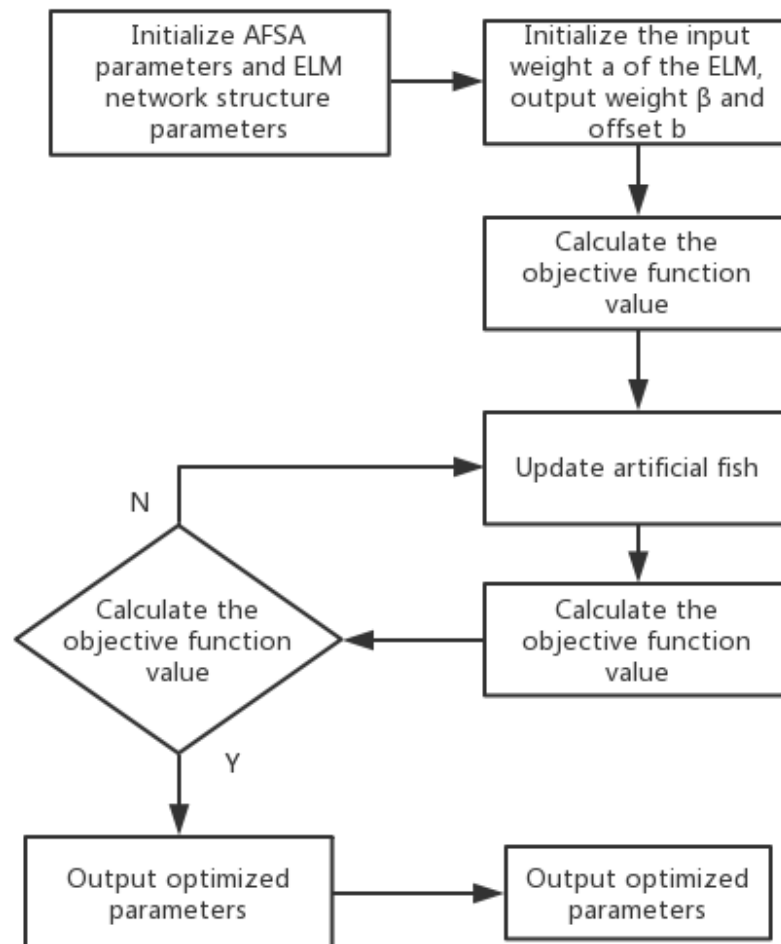 Initialize AFSA
parameters and ELM
network structure
parameters
Initialize the input
weight a of the ELM,
output weight β and
offset b
Calculate the
objective function
value
Update artificial fish
N
Calculate the
objective function
value
Calculate the
objective function
value
Y
Output optimized
parameters
Output optimized
parameters